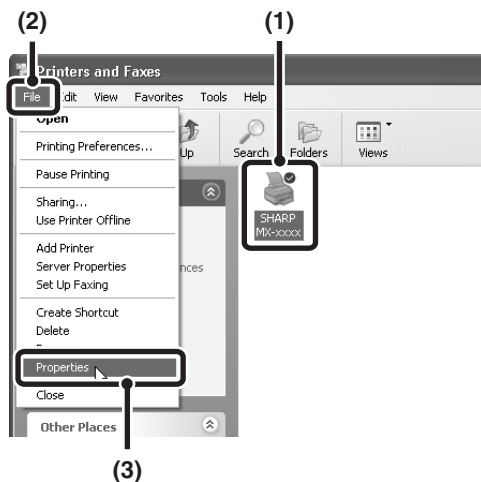 (2)
(1)
Printers and Faxes
File Edit View Favorites Tools Help
Open
Printing Preferences...
Pause Printing
Sharing...
Use Printer Offline
Add Printer
Server Properties
Set Up Faxing
Create Shortcut
Delete
Properties
Close
Other Places
Up
Search
Folders
Views
SHARP
MX-xxxx
(3)